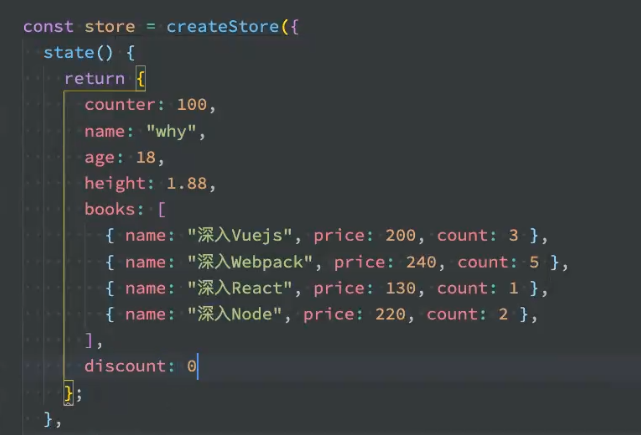 const store = createStore({
state() {
return {
counter: 100,
name: "why",
age: 18,
height: 1.88,
books: [
{ name: "深入Vuejs", price: 200, count: 3 },
{ name: "深入Webpack", price: 240, count: 5 },
{ name: "深入React", price: 130, count: 1 },
{ name: "深入Node", price: 220, count: 2 },
],
discount: 0
};
},